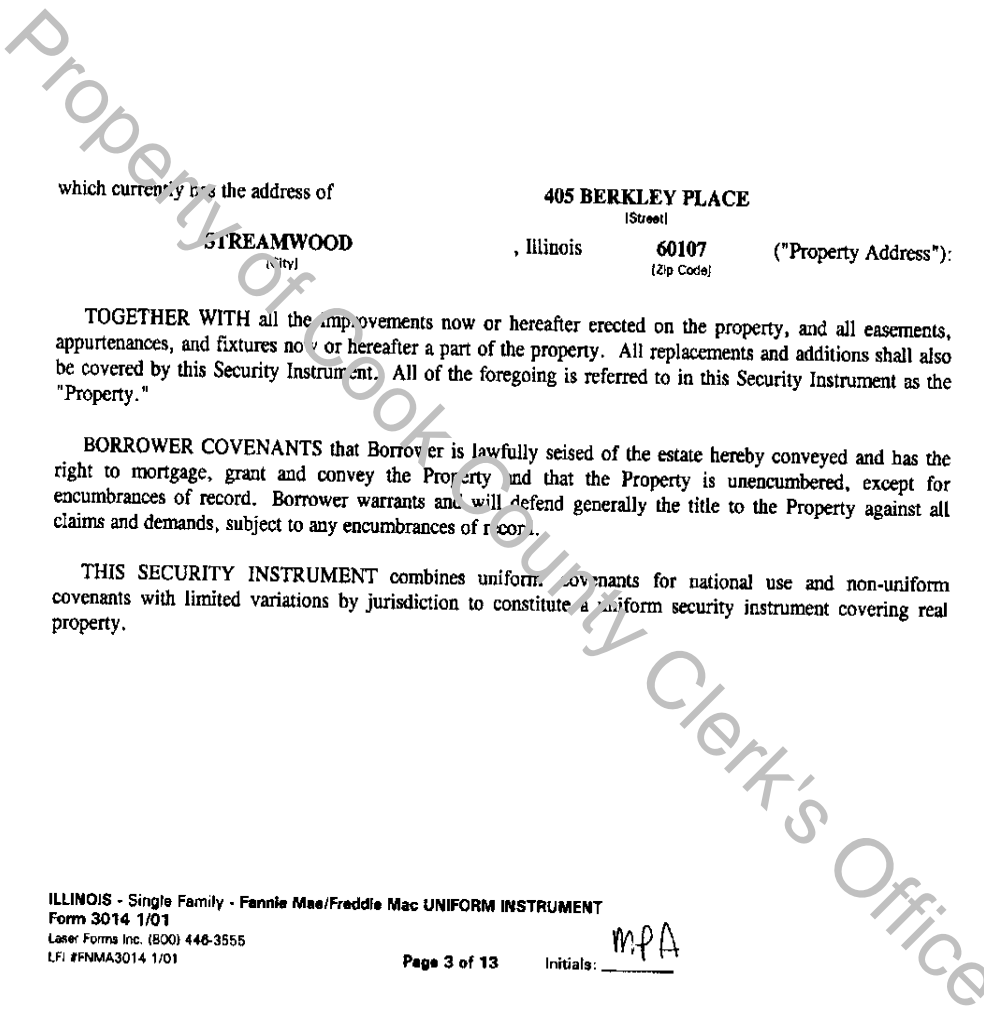 which currently has the address of 405 BERKLEY PLACE
[Street]
STREAMWOOD , Illinois 60107 ("Property Address"):
[City] [Zip Code]
TOGETHER WITH all the improvements now or hereafter erected on the property, and all easements,
appurtenances, and fixtures now or hereafter a part of the property. All replacements and additions shall also
be covered by this Security Instrument. All of the foregoing is referred to in this Security Instrument as the
"Property."
BORROWER COVENANTS that Borrower is lawfully seised of the estate hereby conveyed and has the
right to mortgage, grant and convey the Property and that the Property is unencumbered, except for
encumbrances of record. Borrower warrants and will defend generally the title to the Property against all
claims and demands, subject to any encumbrances of record.
THIS SECURITY INSTRUMENT combines uniform covenants for national use and non-uniform
covenants with limited variations by jurisdiction to constitute a uniform security instrument covering real
property.
ILLINOIS - Single Family - Fannie Mae/Freddie Mac UNIFORM INSTRUMENT
Form 3014 1/01
Laser Forms Inc. (800) 446-3555
LFI #FNMA3014 1/01 Page 3 of 13 Initials: MPA
Property of Cook County Clerk's Office